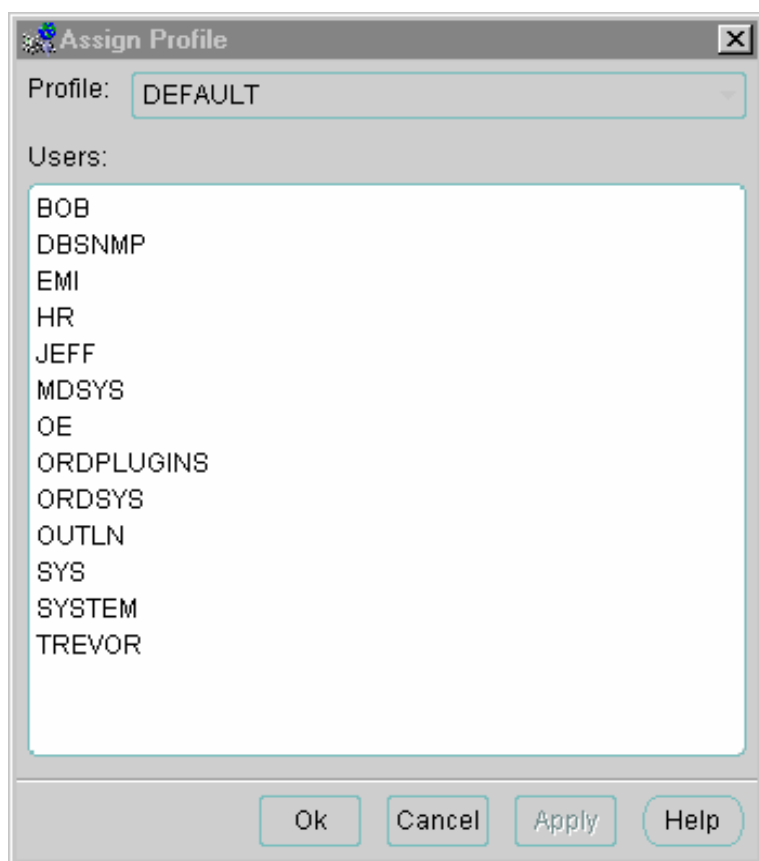 Assign Profile
Profile: DEFAULT
Users:
BOB
DBSNMP
EMI
HR
JEFF
MDSYS
OE
ORDPLUGINS
ORDSYS
OUTLN
SYS
SYSTEM
TREVOR
Ok Cancel Apply Help